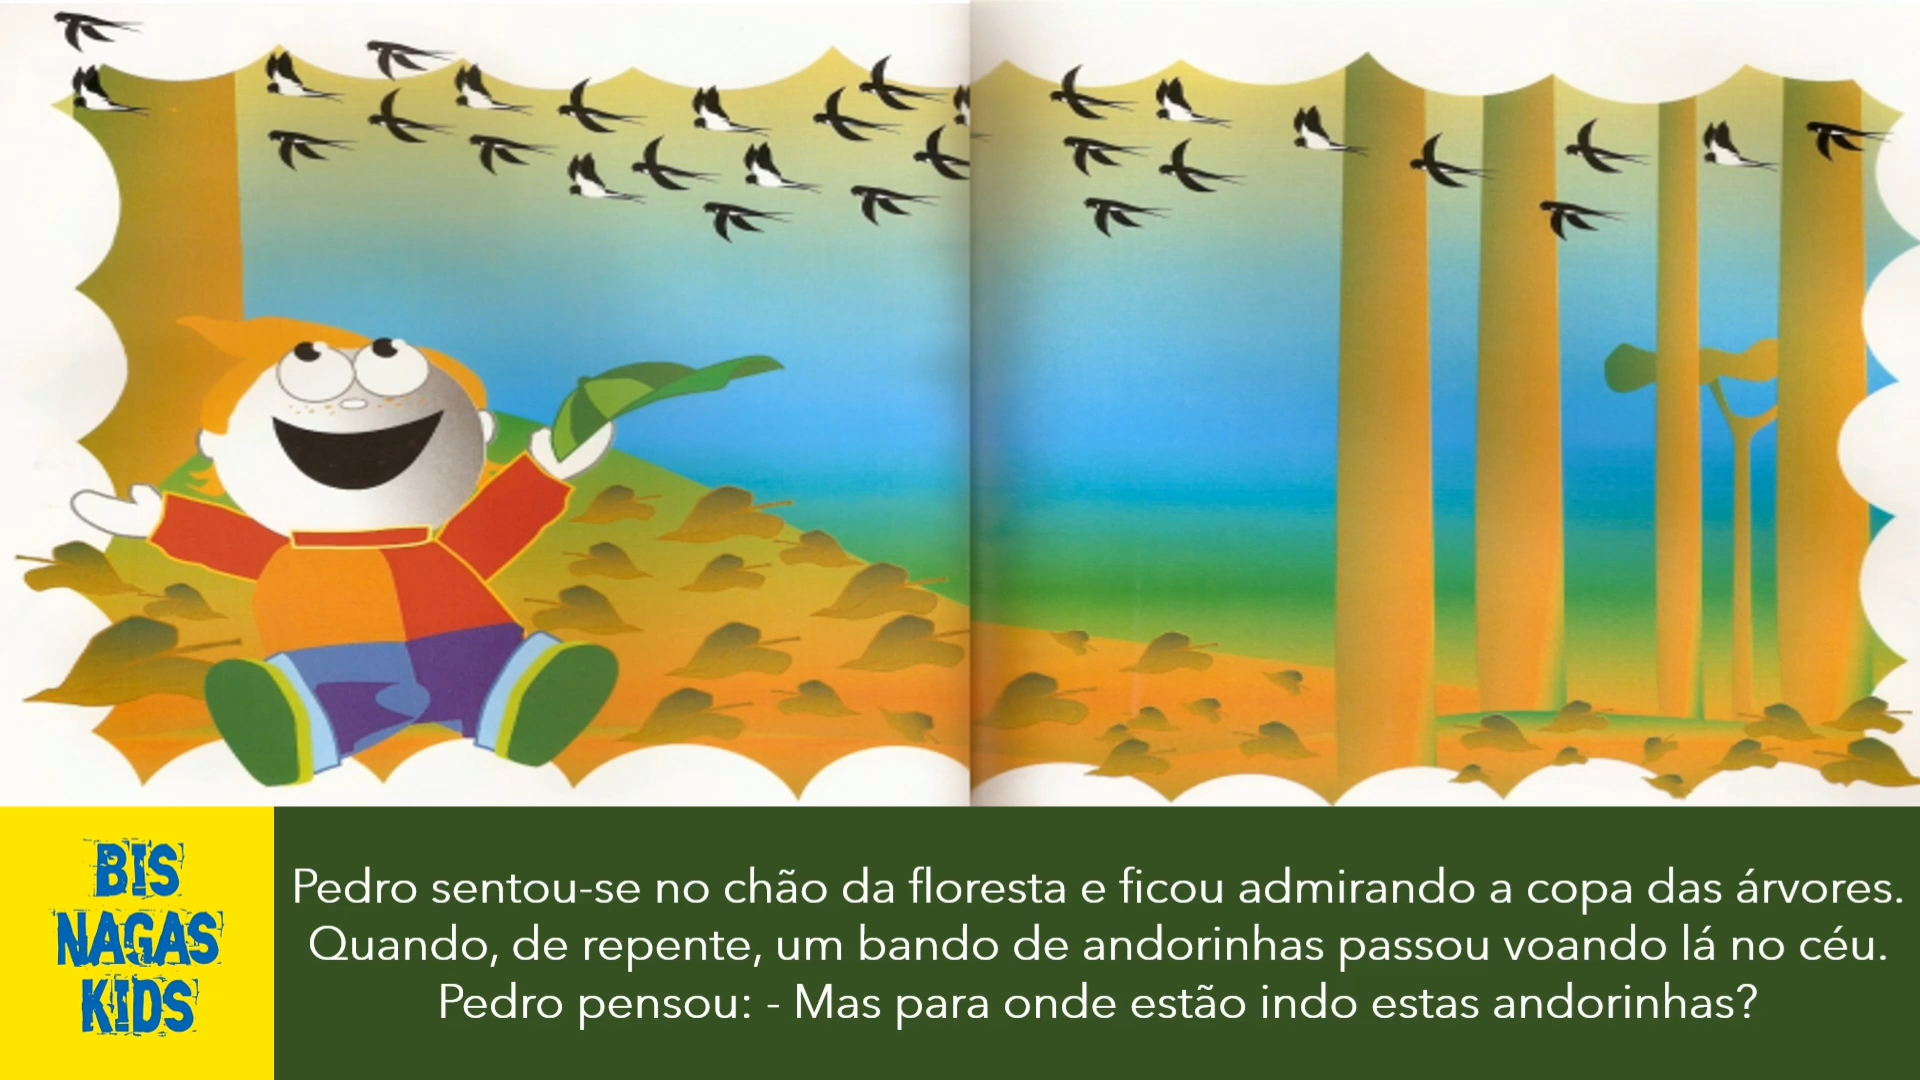 BIS
NAGAS
KIDS
Pedro sentou-se no chão da floresta e ficou admirando a copa das árvores.
Quando, de repente, um bando de andorinhas passou voando lá no céu.
Pedro pensou: - Mas para onde estão indo estas andorinhas?